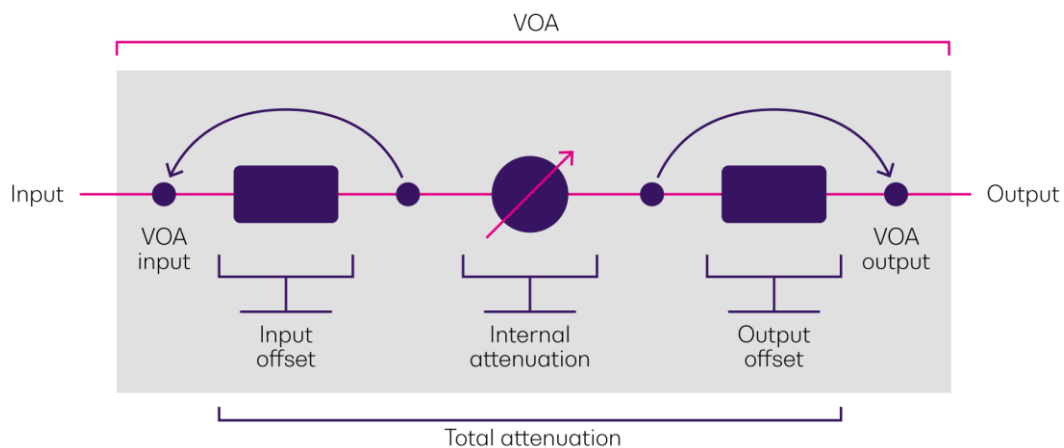 VOA
Input
Output
VOA
input
VOA
output
Input
offset
Internal
attenuation
Output
offset
Total attenuation